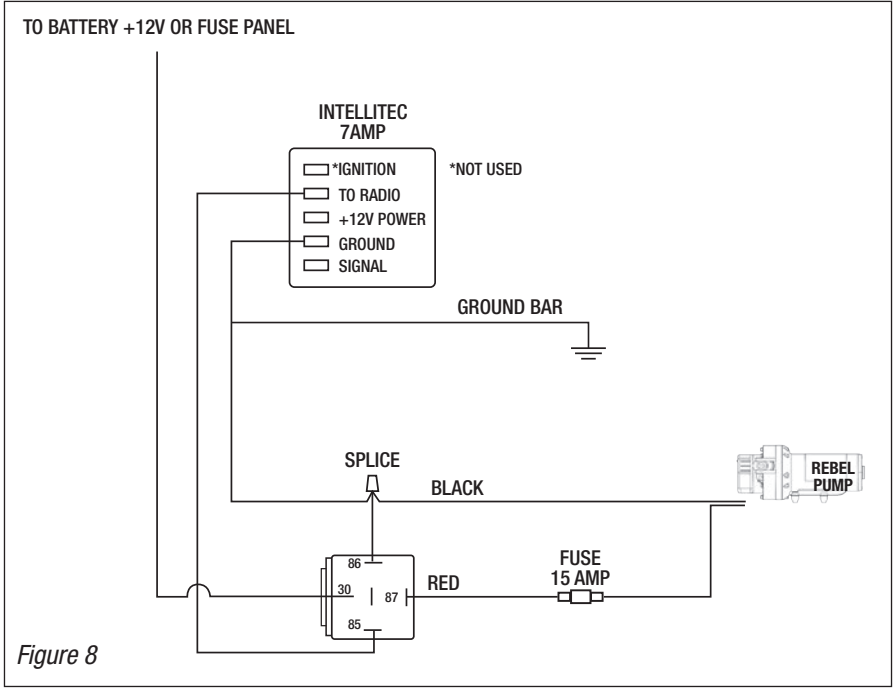 TO BATTERY +12V OR FUSE PANEL
INTELLITEC
7AMP
*IGNITION
*NOT USED
TO RADIO
+12V POWER
GROUND
SIGNAL
GROUND BAR
SPLICE
BLACK
REBEL
PUMP
86
30
87
85
RED
FUSE
15 AMP
Figure 8